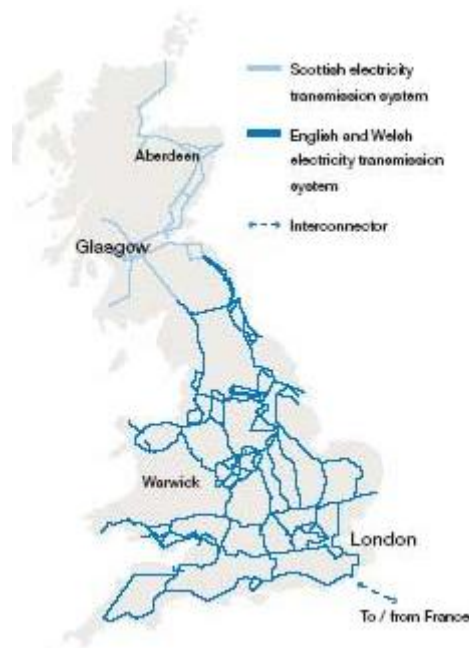 Scottish electricity
transmission system
Aberdeen
English and Welsh
electricity transmission
system
Interconnector
Glasgow
Warwick
London
To / from France